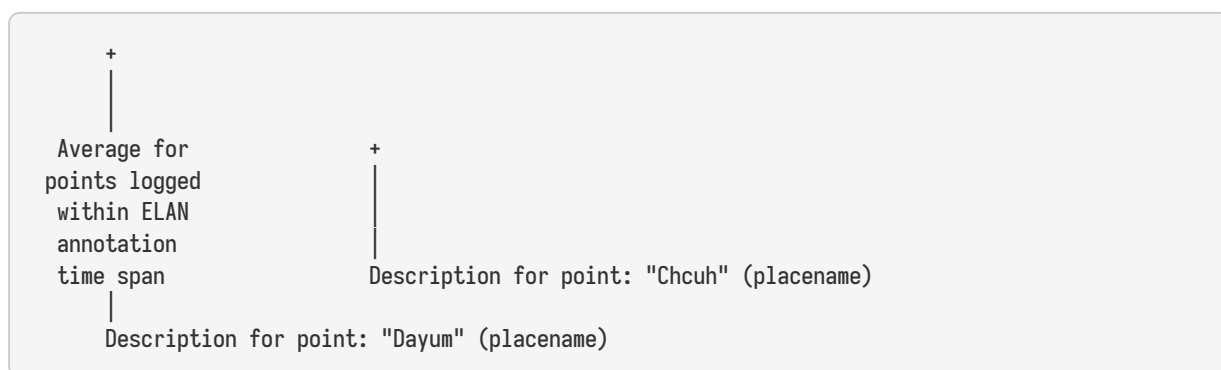 +
Average for +
points logged
within ELAN
annotation
time span Description for point: "Chcuh" (placename)
Description for point: "Dayum" (placename)